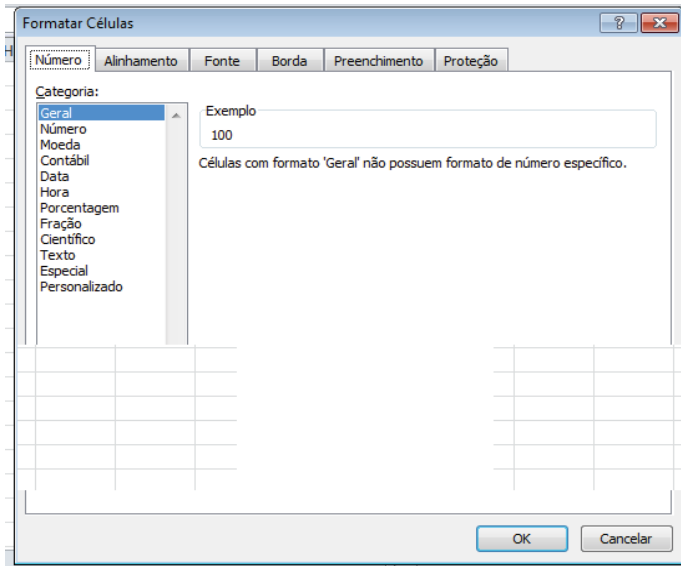 Formatar Células
H
Número Alinhamento Fonte Borda Preenchimento Proteção
Categoria:
Geral
Número
Moeda
Contábil
Data
Hora
Porcentagem
Fração
Científico
Texto
Especial
Personalizado
Exemplo
100
Células com formato 'Geral' não possuem formato de número específico.
OK Cancelar